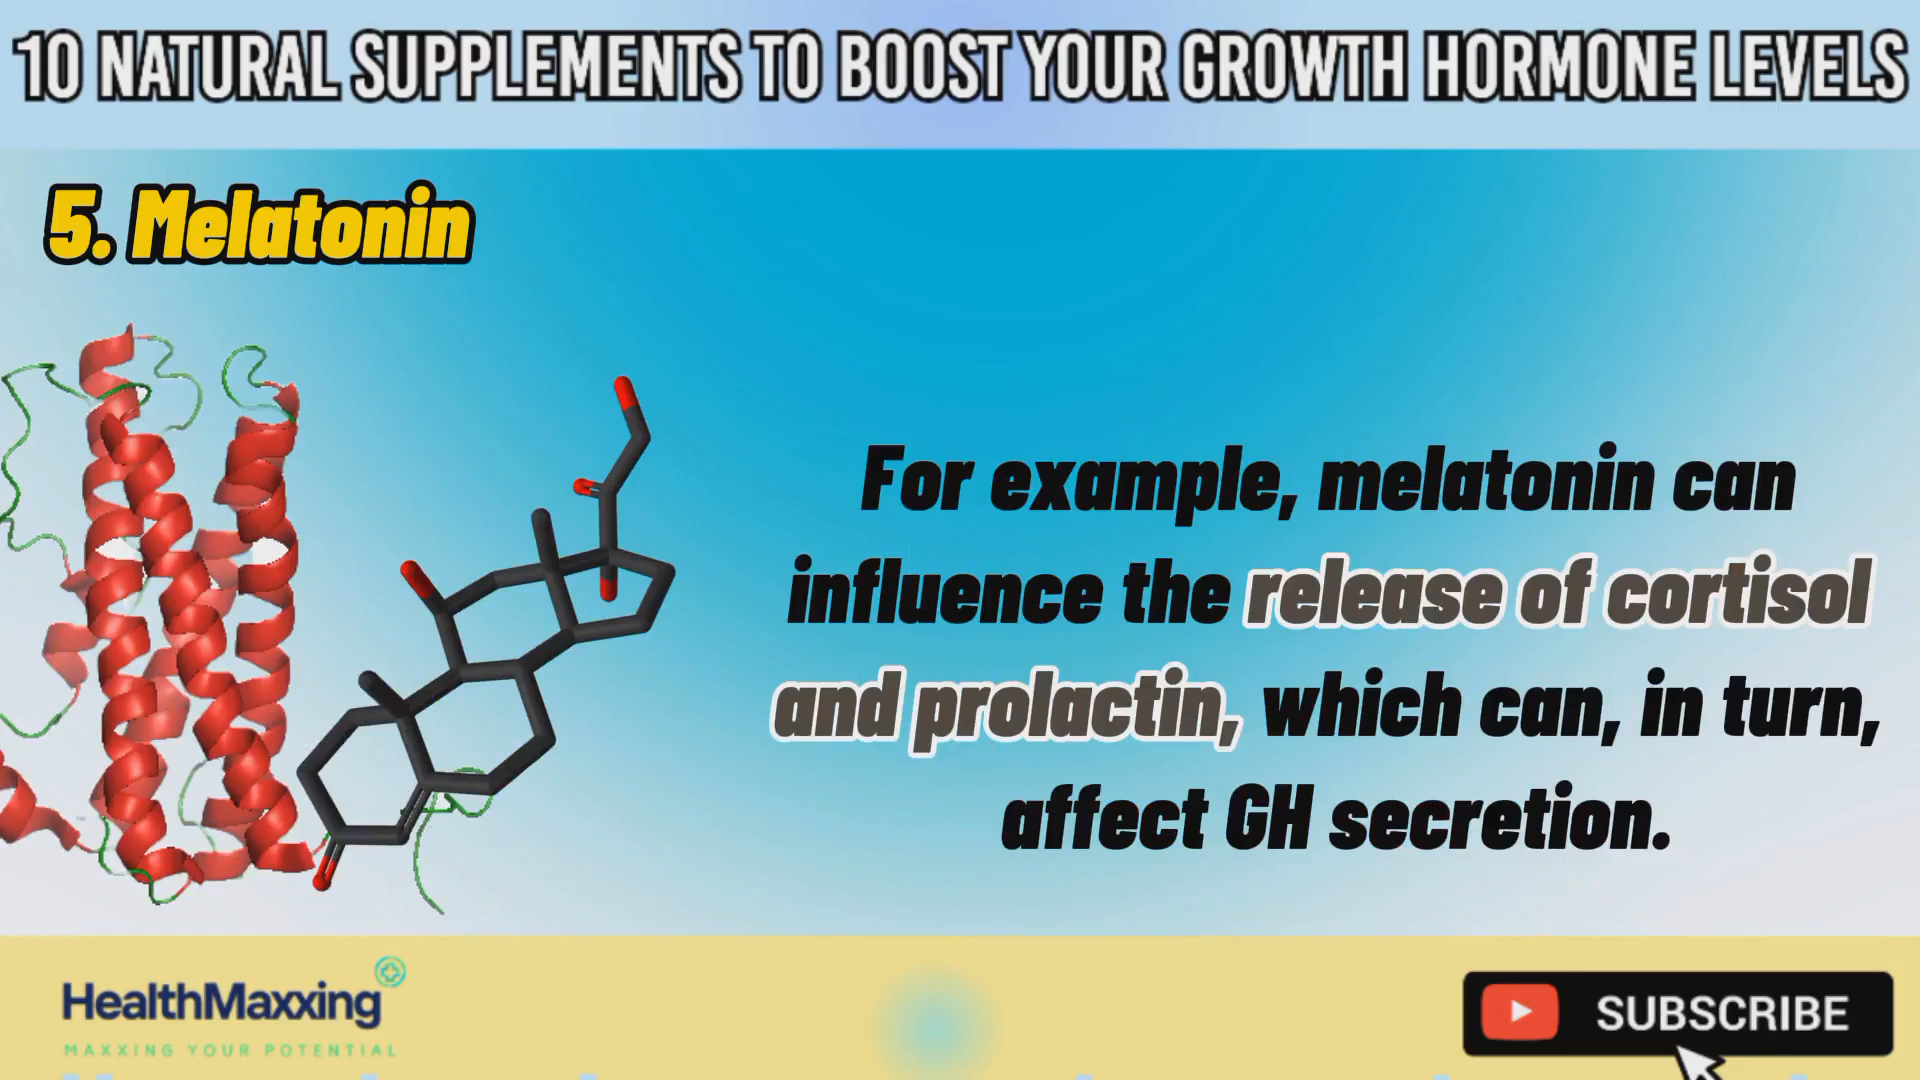 10 NATURAL SUPPLEMENTS TO BOOST YOUR GROWTH HORMONE LEVELS
5. Melatonin
For example, melatonin can
influence the release of cortisol
and prolactin, which can, in turn,
affect GH secretion.
HealthMaxxing
MAXXING YOUR POTENTIAL
SUBSCRIBE